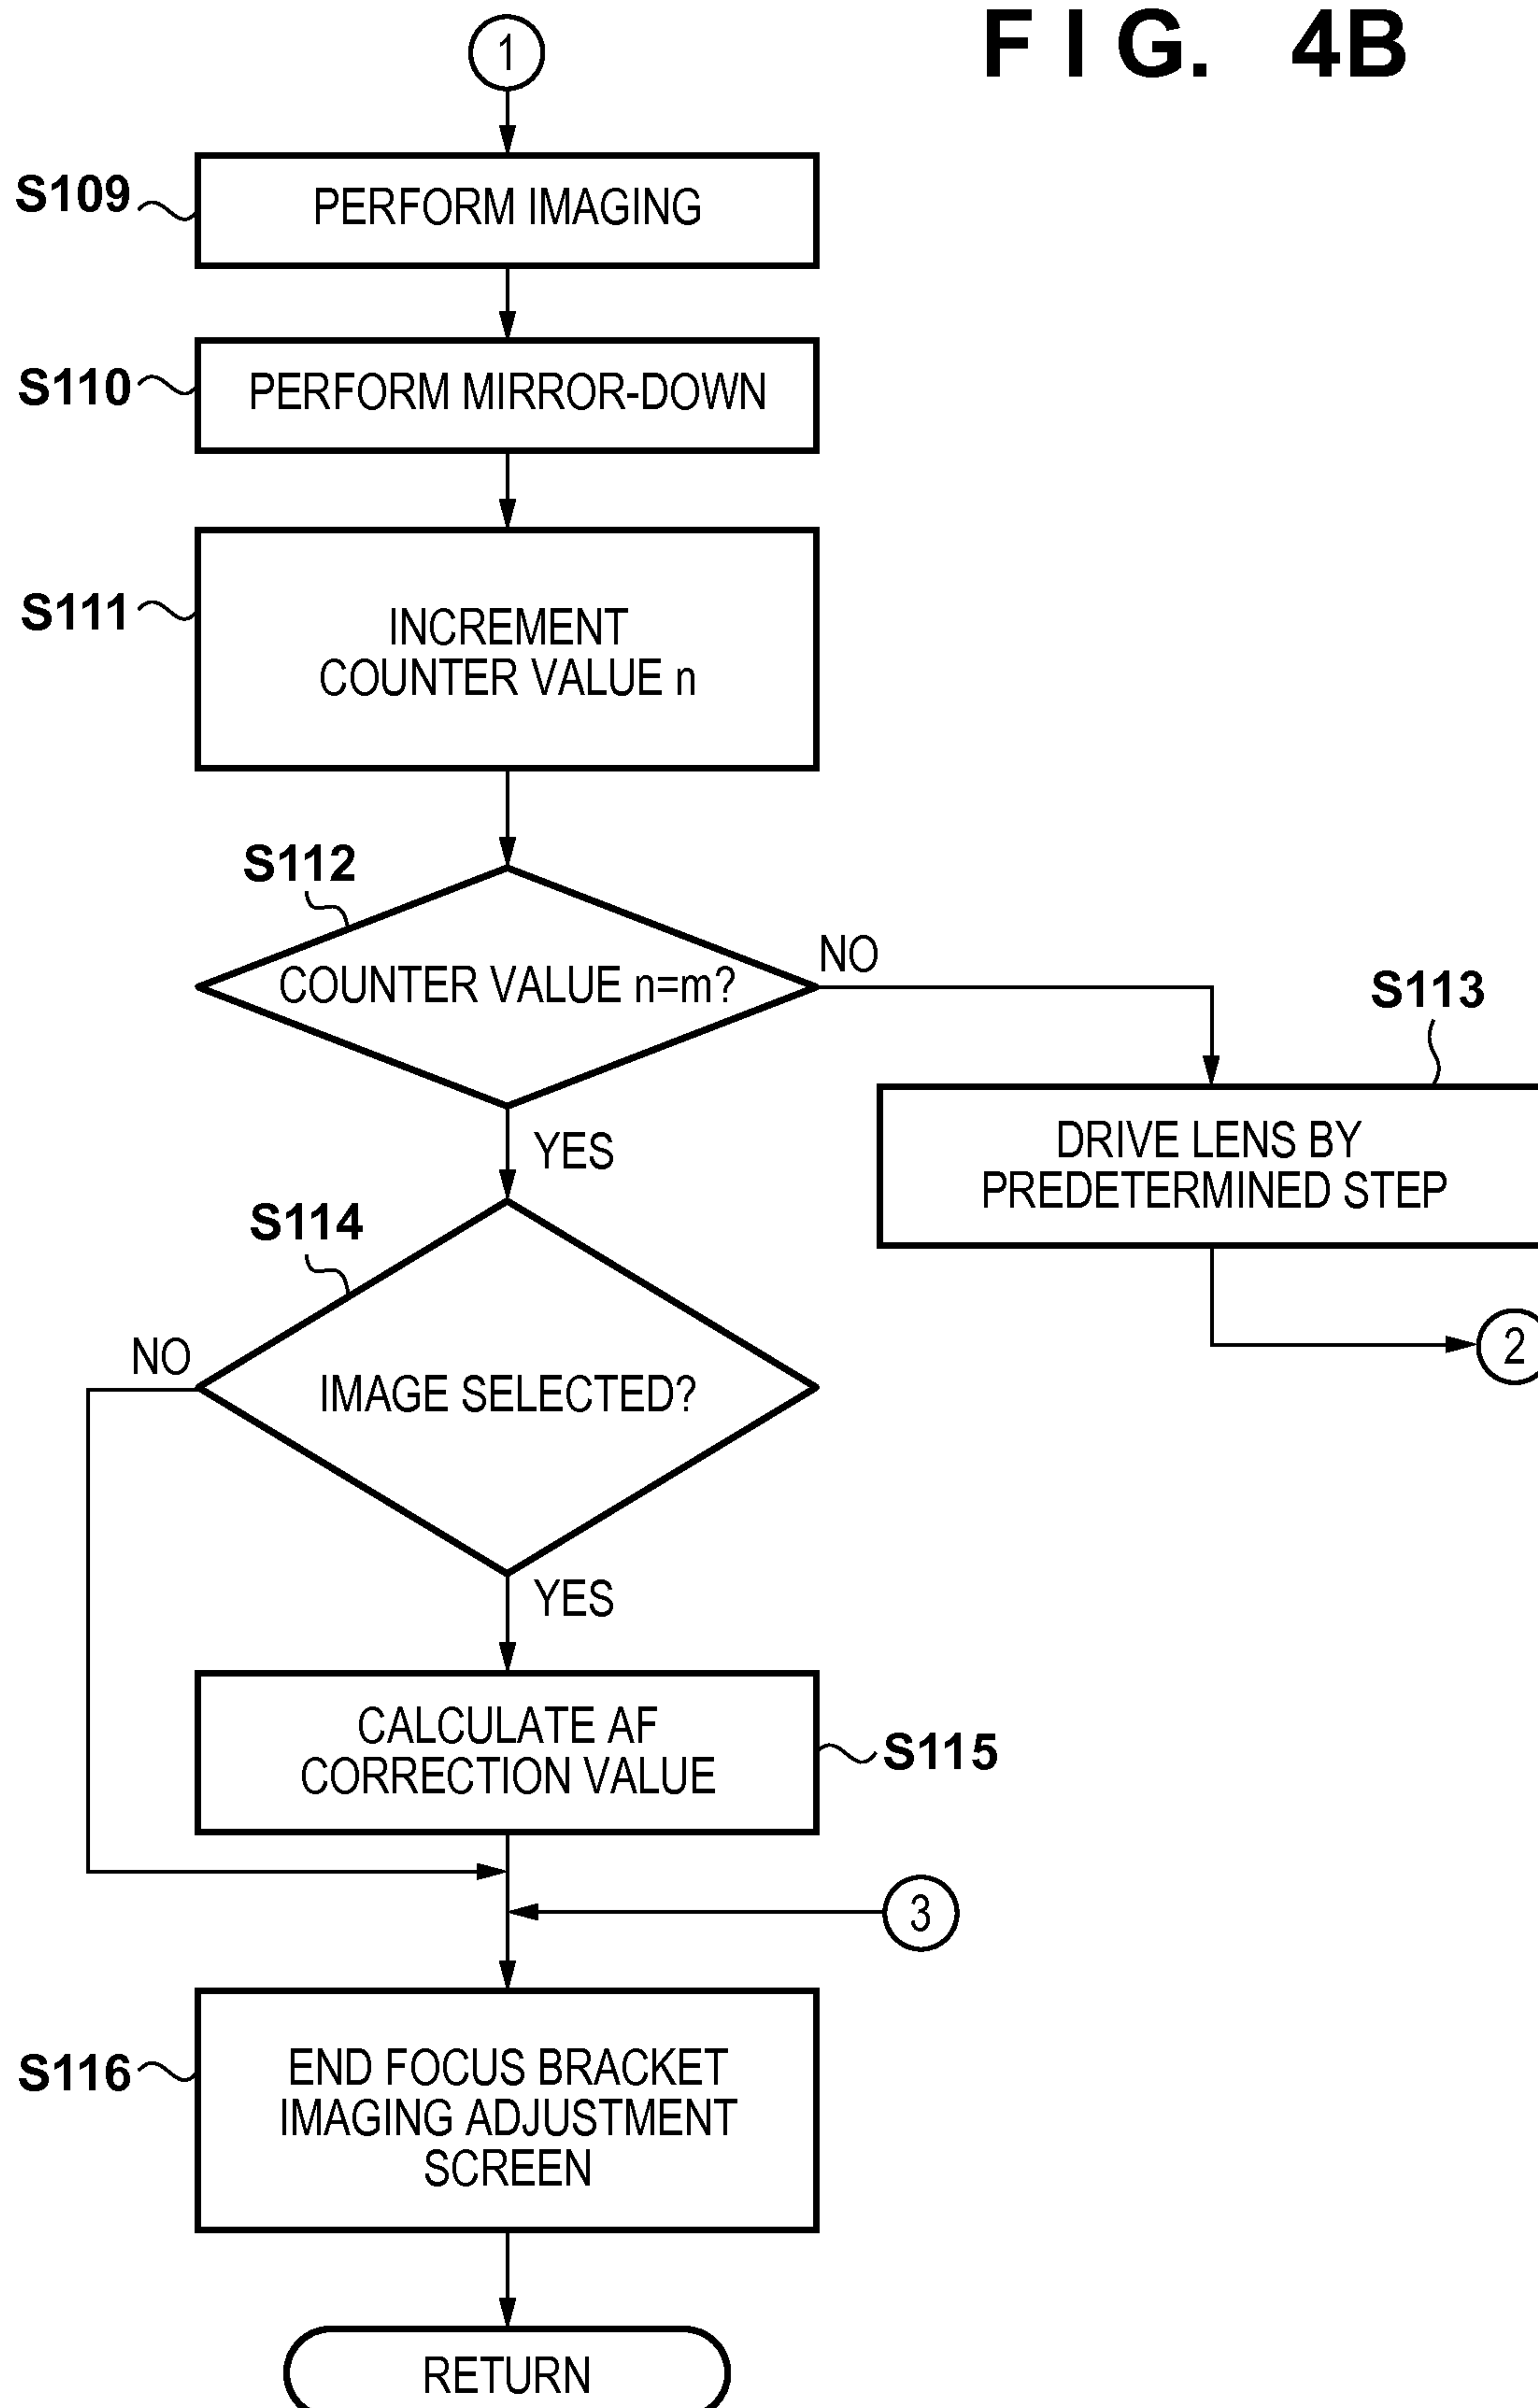 FIG. 4B
1
S109
PERFORM IMAGING
S110
PERFORM MIRROR-DOWN
S111
INCREMENT
COUNTER VALUE n
S112
COUNTER VALUE n=m?
NO
YES
S113
DRIVE LENS BY
PREDETERMINED STEP
2
S114
IMAGE SELECTED?
NO
YES
CALCULATE AF
CORRECTION VALUE
S115
3
S116
END FOCUS BRACKET
IMAGING ADJUSTMENT
SCREEN
RETURN